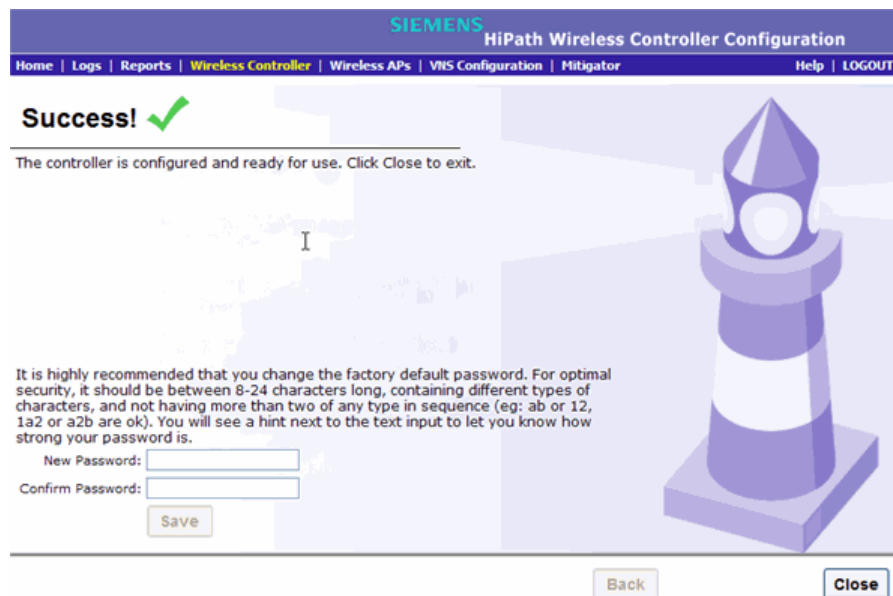 SIEMENS
HiPath Wireless Controller Configuration
Home | Logs | Reports | Wireless Controller | Wireless APs | VNS Configuration | Mitigator Help | LOGOUT
Success!
The controller is configured and ready for use. Click Close to exit.
It is highly recommended that you change the factory default password. For optimal
security, it should be between 8-24 characters long, containing different types of
characters, and not having more than two of any type in sequence (eg: ab or 12,
1a2 or a2b are ok). You will see a hint next to the text input to let you know how
strong your password is.
New Password:
Confirm Password:
Save
Back Close